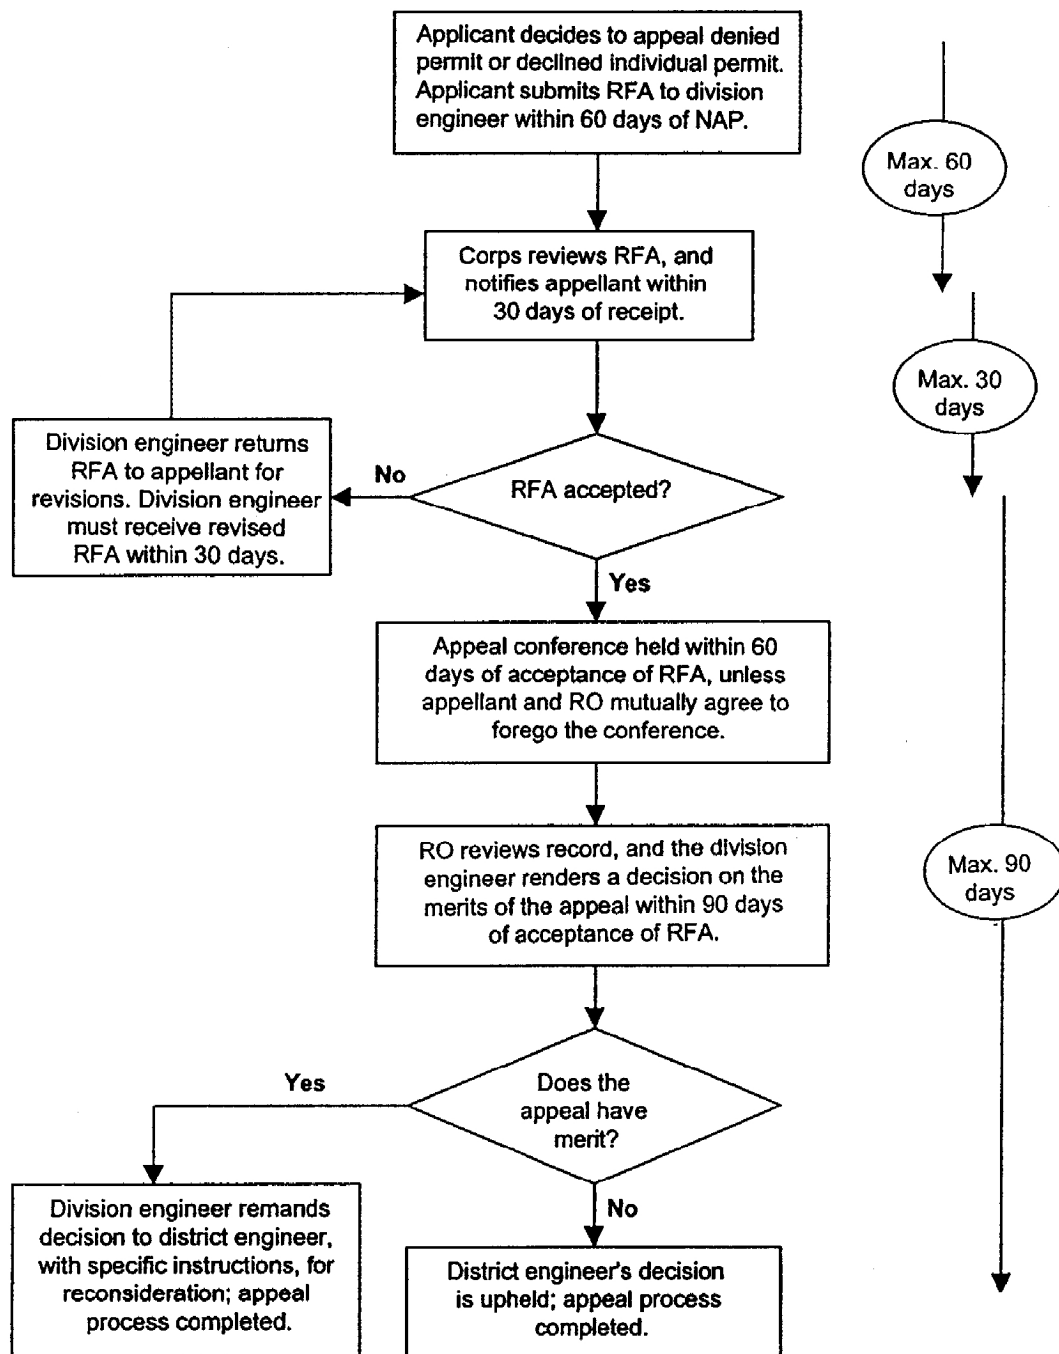 Applicant decides to appeal denied
permit or declined individual permit.
Applicant submits RFA to division
engineer within 60 days of NAP.
Max. 60
days
Corps reviews RFA, and
notifies appellant within
30 days of receipt.
Max. 30
days
Division engineer returns
RFA to appellant for
revisions. Division engineer
must receive revised
RFA within 30 days.
No
RFA accepted?
Yes
Appeal conference held within 60
days of acceptance of RFA, unless
appellant and RO mutually agree to
forego the conference.
RO reviews record, and the division
engineer renders a decision on the
merits of the appeal within 90 days
of acceptance of RFA.
Max. 90
days
Does the
appeal have
merit?
Yes
No
Division engineer remands
decision to district engineer,
with specific instructions, for
reconsideration; appeal
process completed.
District engineer's decision
is upheld; appeal process
completed.